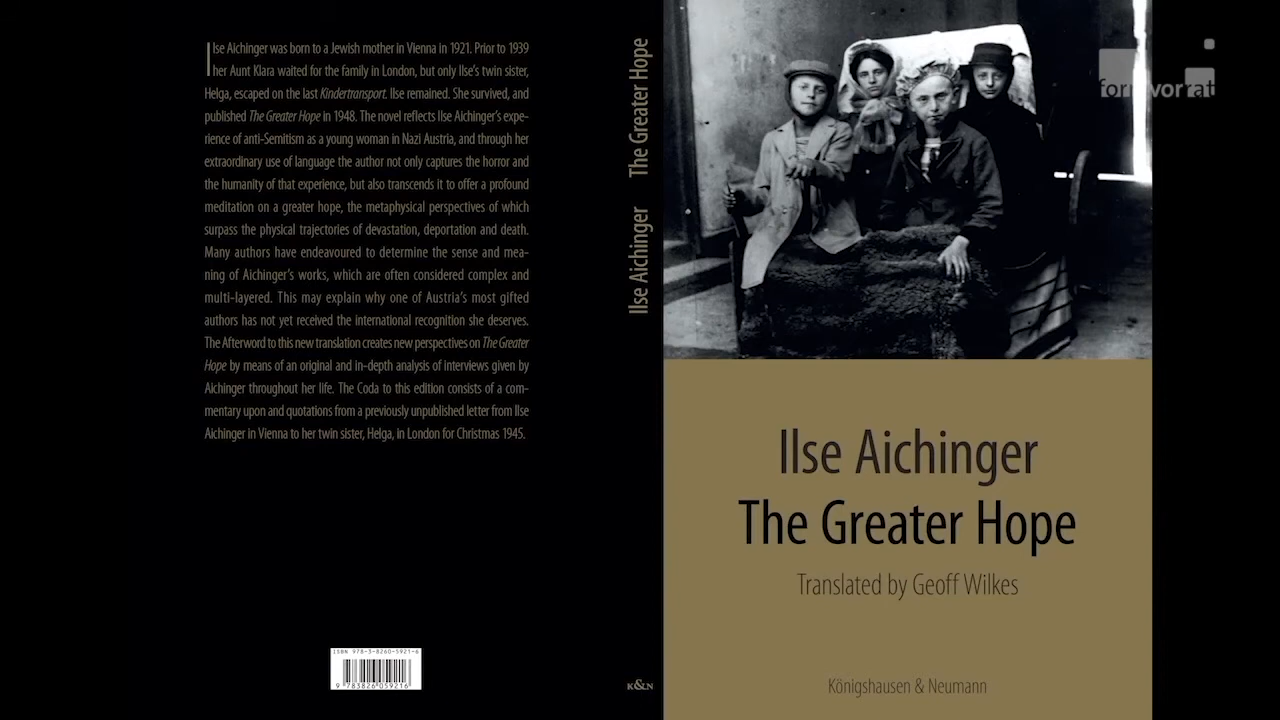 Ilse Aichinger was born to a Jewish mother in Vienna in 1921. Prior to 1939
her Aunt Klara waited for the family in London, but only Ilse's twin sister,
Helga, escaped on the last Kindertransport. Ilse remained. She survived, and
published The Greater Hope in 1948. The novel reflects Ilse Aichinger's expe-
rience of anti-Semitism as a young woman in Nazi Austria, and through her
extraordinary use of language the author not only captures the horror and
the humanity of that experience, but also transcends it to offer a profound
meditation on a greater hope, the metaphysical perspectives of which
surpass the physical trajectories of devastation, deportation and death.
Many authors have endeavoured to determine the sense and mea-
ning of Aichinger's works, which are often considered complex and
multi-layered. This may explain why one of Austria's most gifted
authors has not yet received the international recognition she deserves.
The Afterword to this new translation creates new perspectives on The Greater
Hope by means of an original and in-depth analysis of interviews given by
Aichinger throughout her life. The Coda to this edition consists of a com-
mentary upon and quotations from a previously unpublished letter from Ilse
Aichinger in Vienna to her twin sister, Helga, in London for Christmas 1945.
ISBN 978-3-8260-5921-6
9 783826 059216
Ilse Aichinger The Greater Hope
K&N
vorrat
Ilse Aichinger
The Greater Hope
Translated by Geoff Wilkes
Königshausen & Neumann